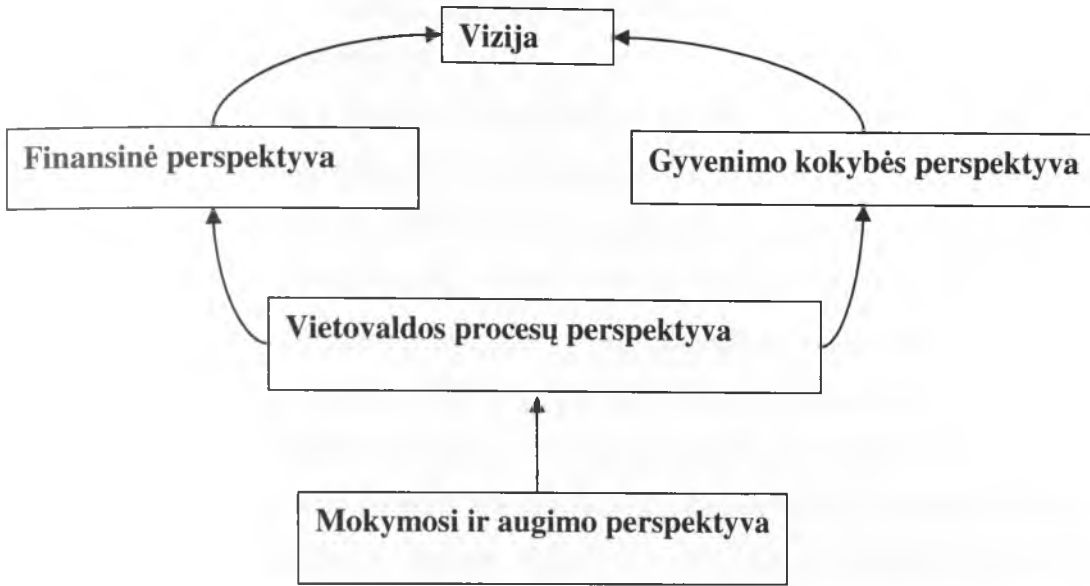 Vizija
Finansinė perspektyva
Gyvenimo kokybės perspektyva
Vietovaldos procesų perspektyva
Mokymosi ir augimo perspektyva